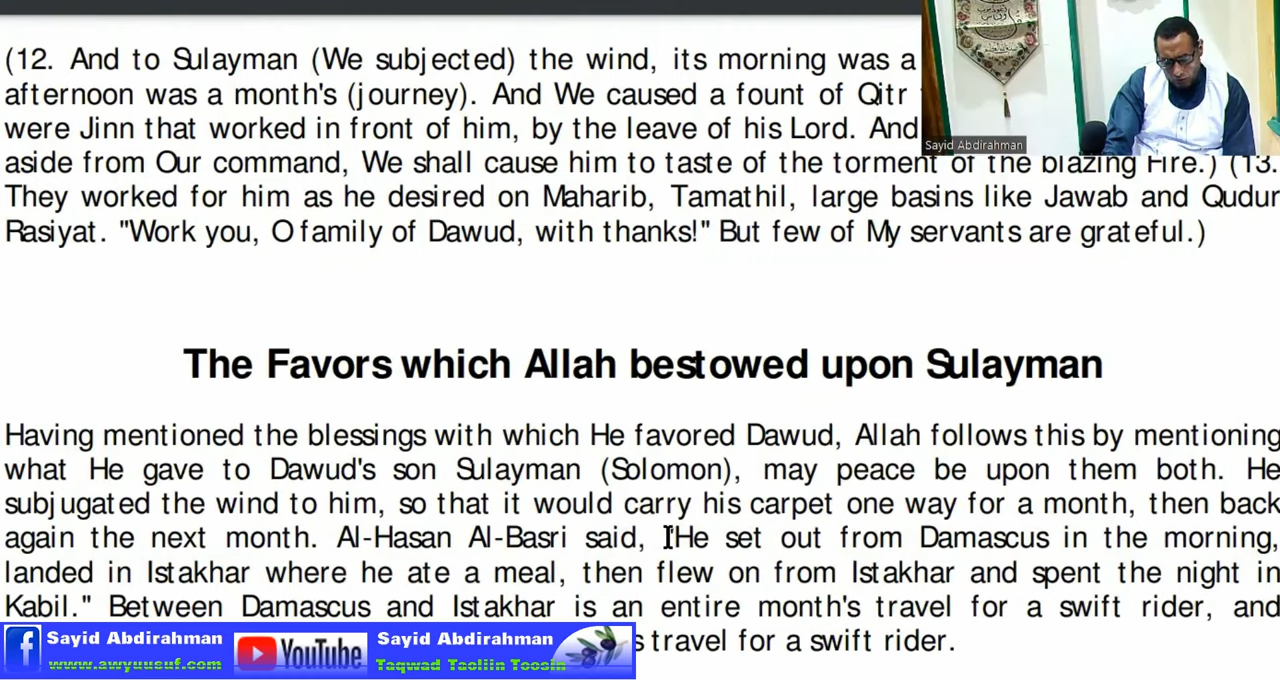 (12. And to Sulayman (We subjected) the wind, its morning was a
afternoon was a month's (journey). And We caused a fount of Qitr
were Jinn that worked in front of him, by the leave of his Lord. And
aside from Our command, We shall cause him to taste of the torment of the blazing Fire.) (13.
They worked for him as he desired on Maharib, Tamathil, large basins like Jawab and Qudur
Rasiyat. "Work you, O family of Dawud, with thanks!" But few of My servants are grateful.)
Sayid Abdirahman
The Favors which Allah bestowed upon Sulayman
Having mentioned the blessings with which He favored Dawud, Allah follows this by mentioning
what He gave to Dawud's son Sulayman (Solomon), may peace be upon them both. He
subjugated the wind to him, so that it would carry his carpet one way for a month, then back
again the next month. Al-Hasan Al-Basri said, "He set out from Damascus in the morning,
landed in Istakhar where he ate a meal, then flew on from Istakhar and spent the night in
Kabil." Between Damascus and Istakhar is an entire month's travel for a swift rider, and
s travel for a swift rider.
Sayid Abdirahman
www.awyuusuf.com
YouTube
Sayid Abdirahman
Taqwad Taoliin Toosin